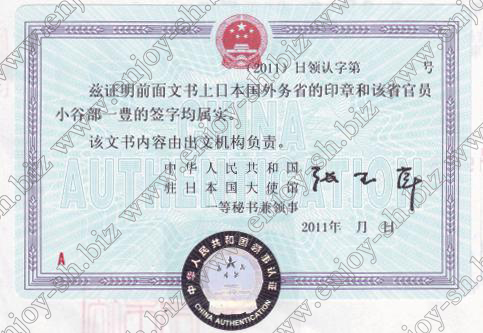 (2011) 日领认字第 号
兹证明前面文书上日本国外务省的印章和该省官员
小谷部一豊的签字均属实。
该文书内容由出文机构负责。
中华人民共和国
驻日本国大使馆
一等秘书兼领事
2011年 月 日
A
中华人民共和国领事认证
CHINA AUTHENTICATION
CHINA
AUTHENTICATION
www.enjoy-sh.biz